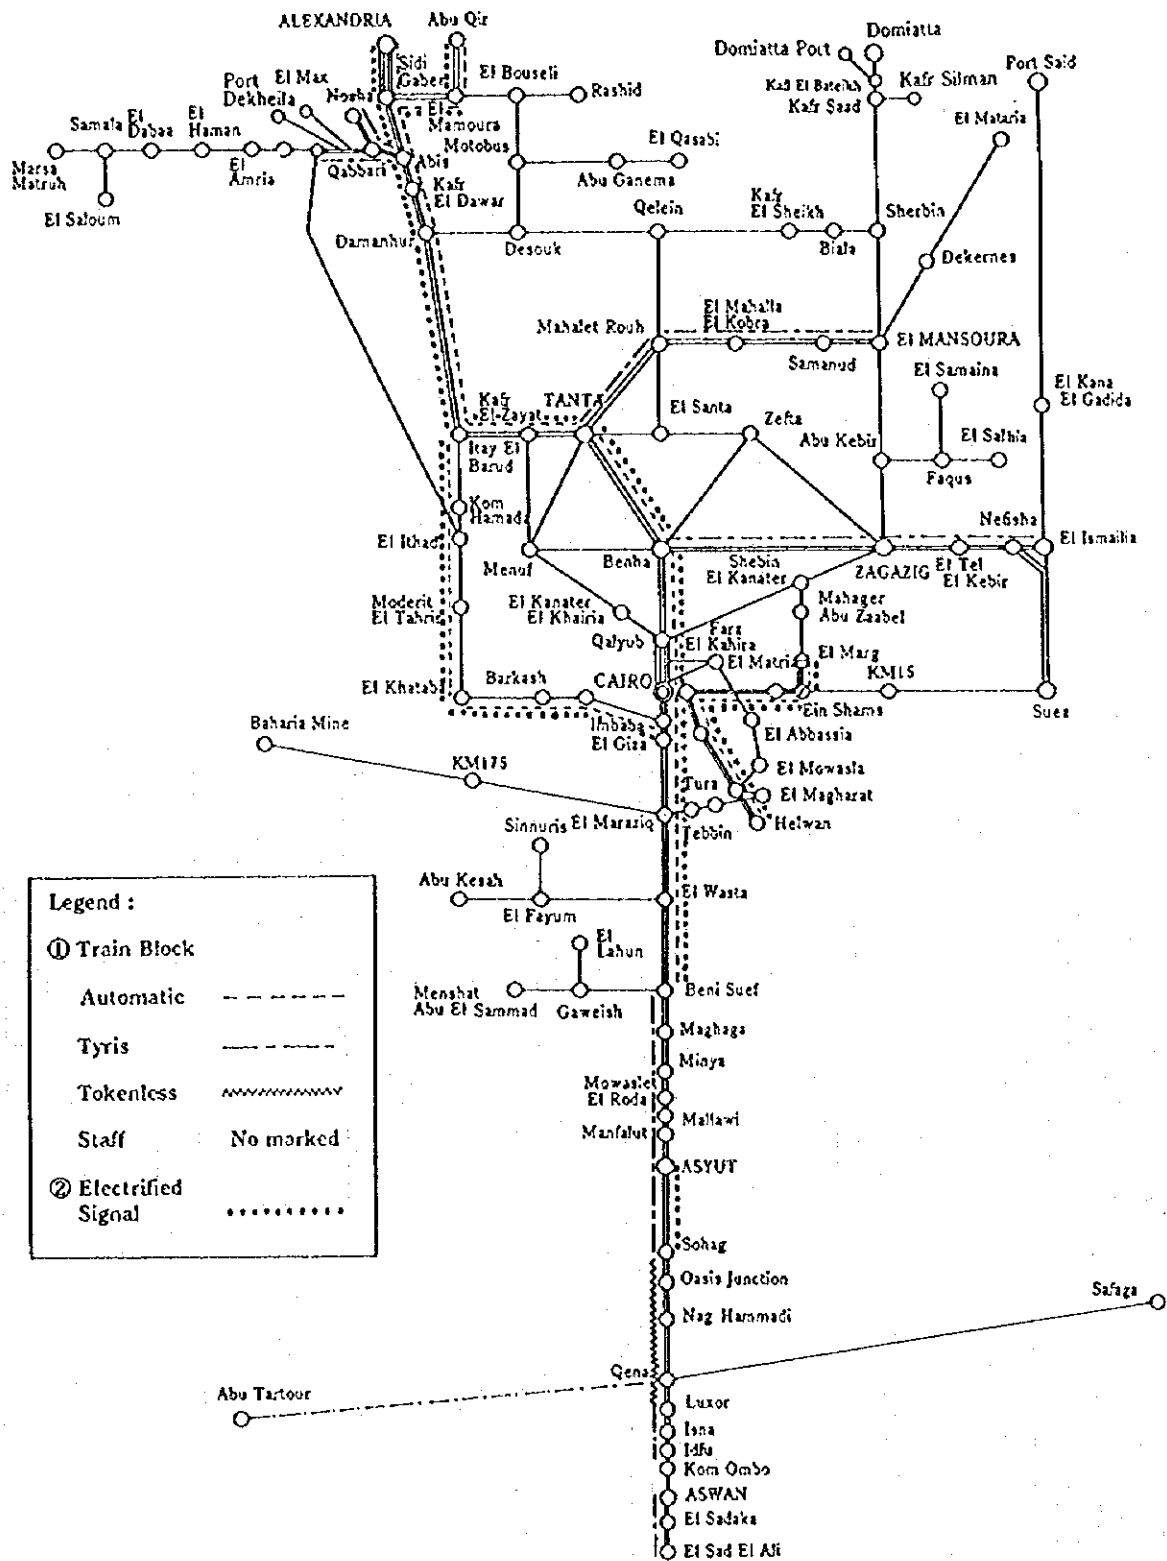 ALEXANDRIA
Abu Qir
Sidi
Gaber
El Bouseli
Rashid
Port
Dekheila
El Max
Nosha
El
Mamoura
Motobus
Domiatta Port
Domiatta
Kafr El Bateikh
Kafr Silman
Kafr Saad
Port Said
El Mataria
Samala
El
Dabaa
El
Haman
Marsa
Matruh
El Saloum
El
Amria
Qabbari
Abis
El Qasabi
Abu Ganema
Kafr
El Dawar
Damanhur
Desouk
Qelein
Kafr
El Sheikh
Biala
Sherbin
Dekernes
Mahalet Rouh
El Mahalla
El Kobra
Samanud
El MANSOURA
El Samaina
El Kana
El Gadida
Kafr
El-Zayat
TANTA
El Santa
Zefta
Abu Kebir
El Salhia
Faqus
Itay El
Barud
Kom
Hamad
El Ithad
Menuf
Benha
Shebin
El Kanater
ZAGAZIG
El Tel
El Kebir
Nefisha
El Ismailia
Moderit
El Tahrir
El Kanater
El Khairia
Qalyub
Mahager
Abu Zaabel
Farz
El Kahira
El Matria
El Marg
KM15
El Khatabs
Barkash
CAIRO
Ein Shams
Suez
Baharia Mine
Imbaba
El Giza
El Abbassia
KM175
El Mowasla
Tura
El Magharat
Sinnuris
El Maraziq
Tebbin
Helwan
Abu Kesah
El Fayum
El Wasta
El
Lahun
Menshat
Abu El Sammad
Gaweish
Beni Suef
Maghaga
Minya
Mowaslet
El Roda
Mallawi
Manfalut
ASYUT
Sohag
Oasis Junction
Nag Hammadi
Safaga
Qena
Abu Tartour
Luxor
Isna
Idfu
Kom Ombo
ASWAN
El Sadaka
El Sad El Ali
Legend :
① Train Block
Automatic
Tyris
Tokenless
Staff No marked
② Electrified
Signal